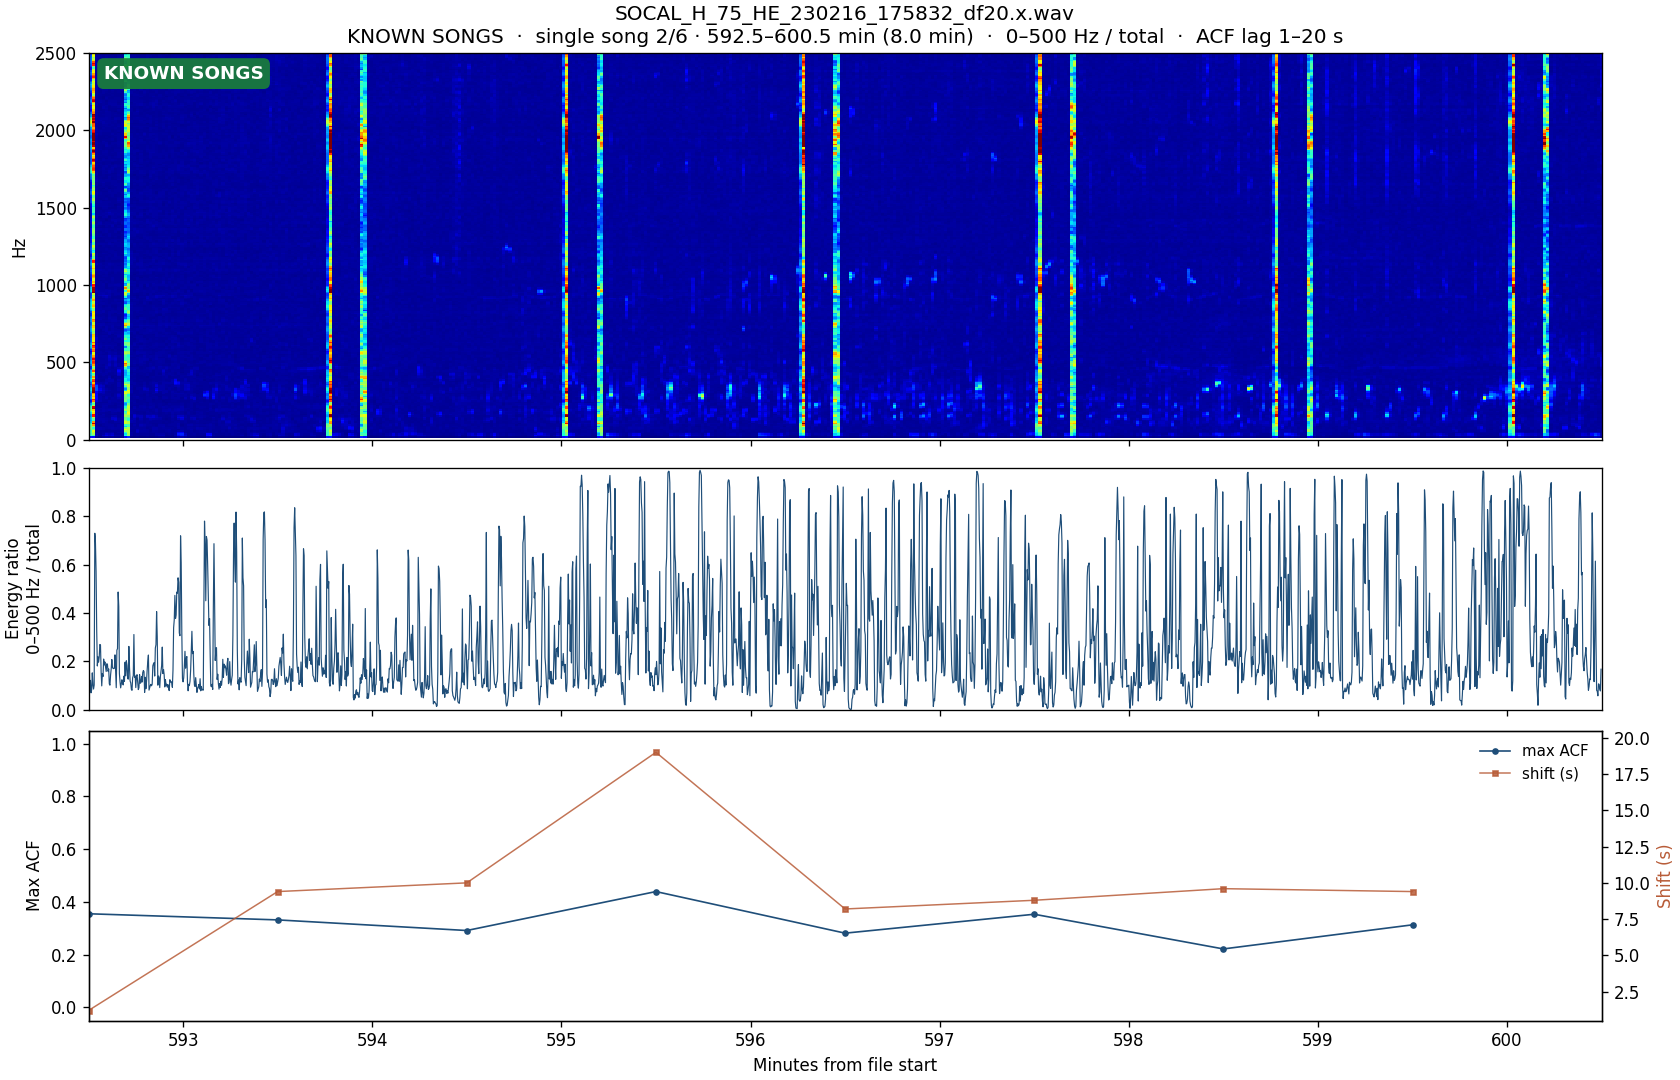 SOCAL_H_75_HE_230216_175832_df20.x.wav
KNOWN SONGS · single song 2/6 · 592.5–600.5 min (8.0 min) · 0–500 Hz / total · ACF lag 1–20 s
KNOWN SONGS
2500
2000
1500
1000
500
0
Hz
1.0
0.8
0.6
0.4
0.2
0.0
Energy ratio
0–500 Hz / total
1.0
0.8
0.6
0.4
0.2
0.0
Max ACF
max ACF
shift (s)
20.0
17.5
15.0
12.5
10.0
7.5
5.0
2.5
Shift (s)
593 594 595 596 597 598 599 600
Minutes from file start